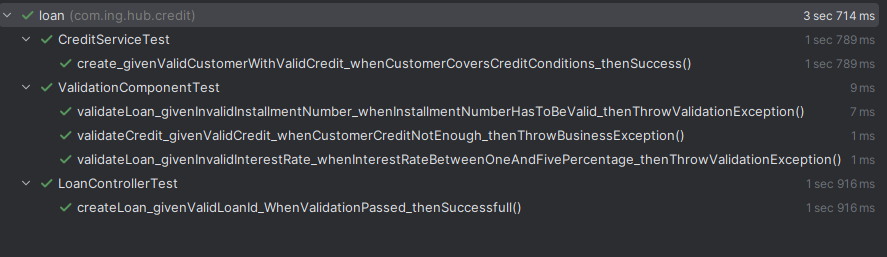 loan (com.ing.hub.credit) 3 sec 714 ms
CreditServiceTest 1 sec 789 ms
create_givenValidCustomerWithValidCredit_whenCustomerCoversCreditConditions_thenSuccess() 1 sec 789 ms
ValidationComponentTest 9 ms
validateLoan_givenInvalidInstallmentNumber_whenInstallmentNumberHasToBeValid_thenThrowValidationException() 7 ms
validateCredit_givenValidCredit_whenCustomerCreditNotEnough_thenThrowBusinessException() 1 ms
validateLoan_givenInvalidInterestRate_whenInterestRateBetweenOneAndFivePercentage_thenThrowValidationException() 1 ms
LoanControllerTest 1 sec 916 ms
createLoan_givenValidLoanId_WhenValidationPassed_thenSuccessfull() 1 sec 916 ms